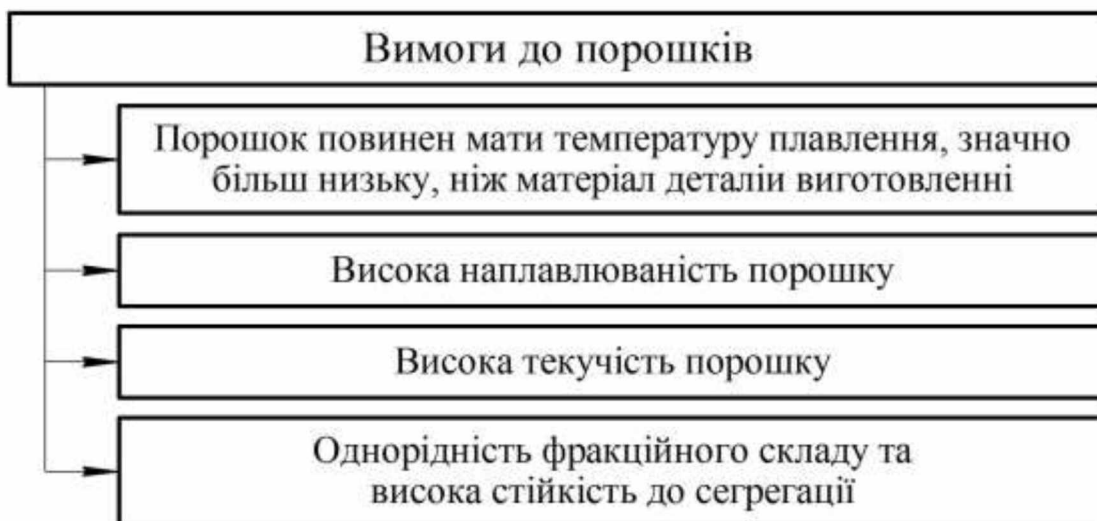 Вимоги до порошків
Порошок повинен мати температуру плавлення, значно
більш низьку, ніж матеріал деталіи виготовленні
Висока наплавлюваність порошку
Висока текучість порошку
Однорідність фракційного складу та
висока стійкість до сегрегації